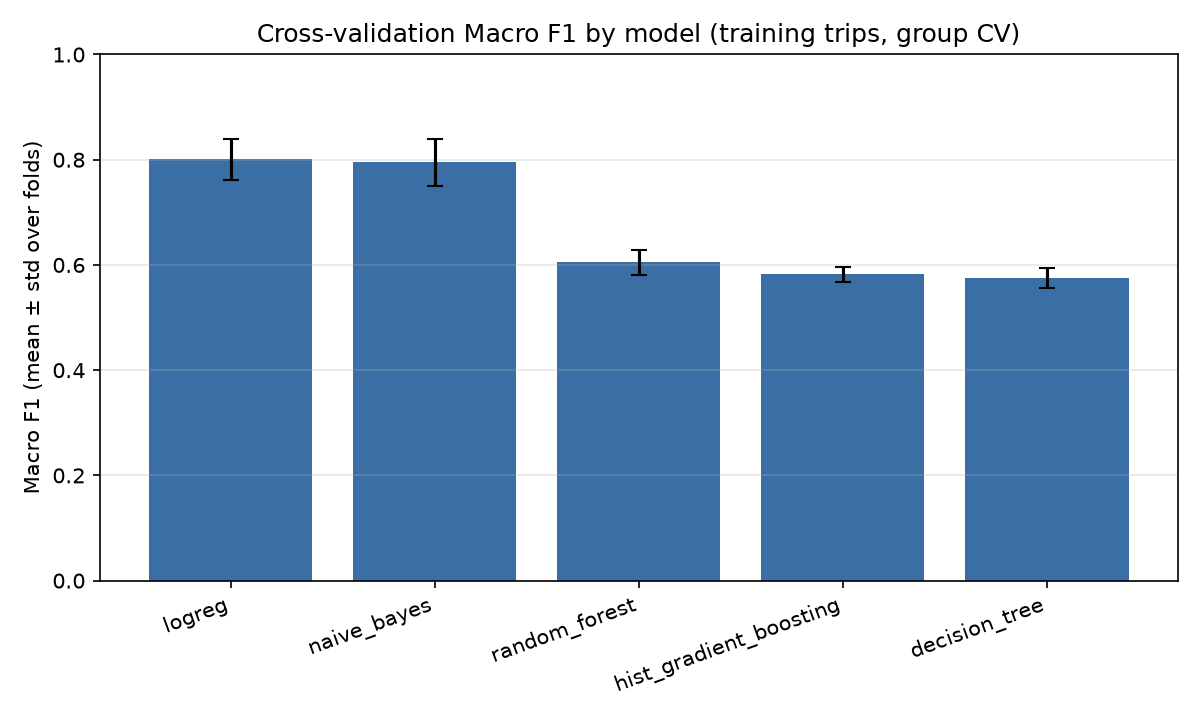 Cross-validation Macro F1 by model (training trips, group CV)
Macro F1 (mean ± std over folds)
1.0
0.8
0.6
0.4
0.2
0.0
logreg
naive_bayes
random_forest
hist_gradient_boosting
decision_tree